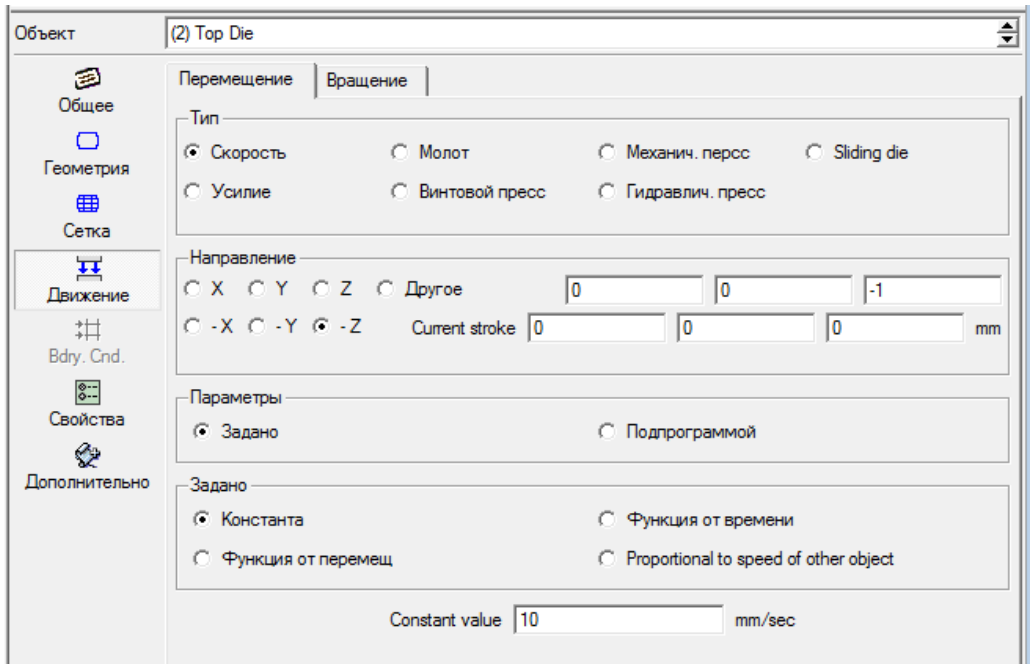 Объект (2) Top Die
Общее
Геометрия
Сетка
Движение
Bdry. Cnd.
Свойства
Дополнительно
Перемещение Вращение
Тип
Скорость Молот Механич. персс Sliding die
Усилие Винтовой пресс Гидравлич. пресс
Направление
X Y Z Другое 0 0 -1
- X - Y - Z Current stroke 0 0 0 mm
Параметры
Задано Подпрограммой
Задано
Константа Функция от времени
Функция от перемещ Proportional to speed of other object
Constant value 10 mm/sec